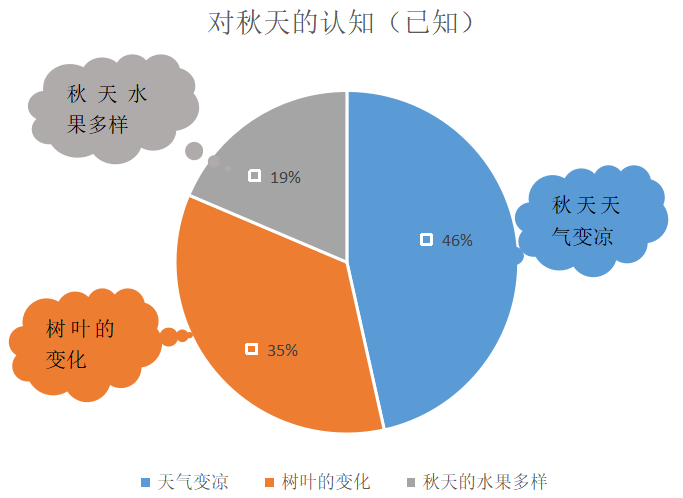 对秋天的认知（已知）
秋天水
果多样
19%
秋天天
气变凉
46%
树叶的
变化
35%
天气变凉 树叶的变化 秋天的水果多样